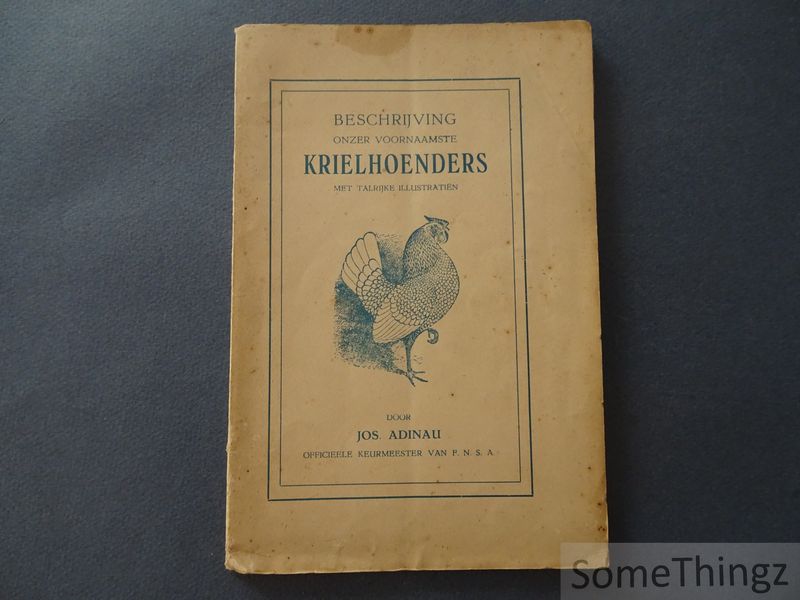 BESCHRIJVING
ONZER VOORNAAMSTE
KRIELHOENDERS
MET TALRIJKE ILLUSTRATIËN
DOOR
JOS. ADINAU
OFFICIEELE KEURMEESTER VAN F. N. S. A.
SomeThingz